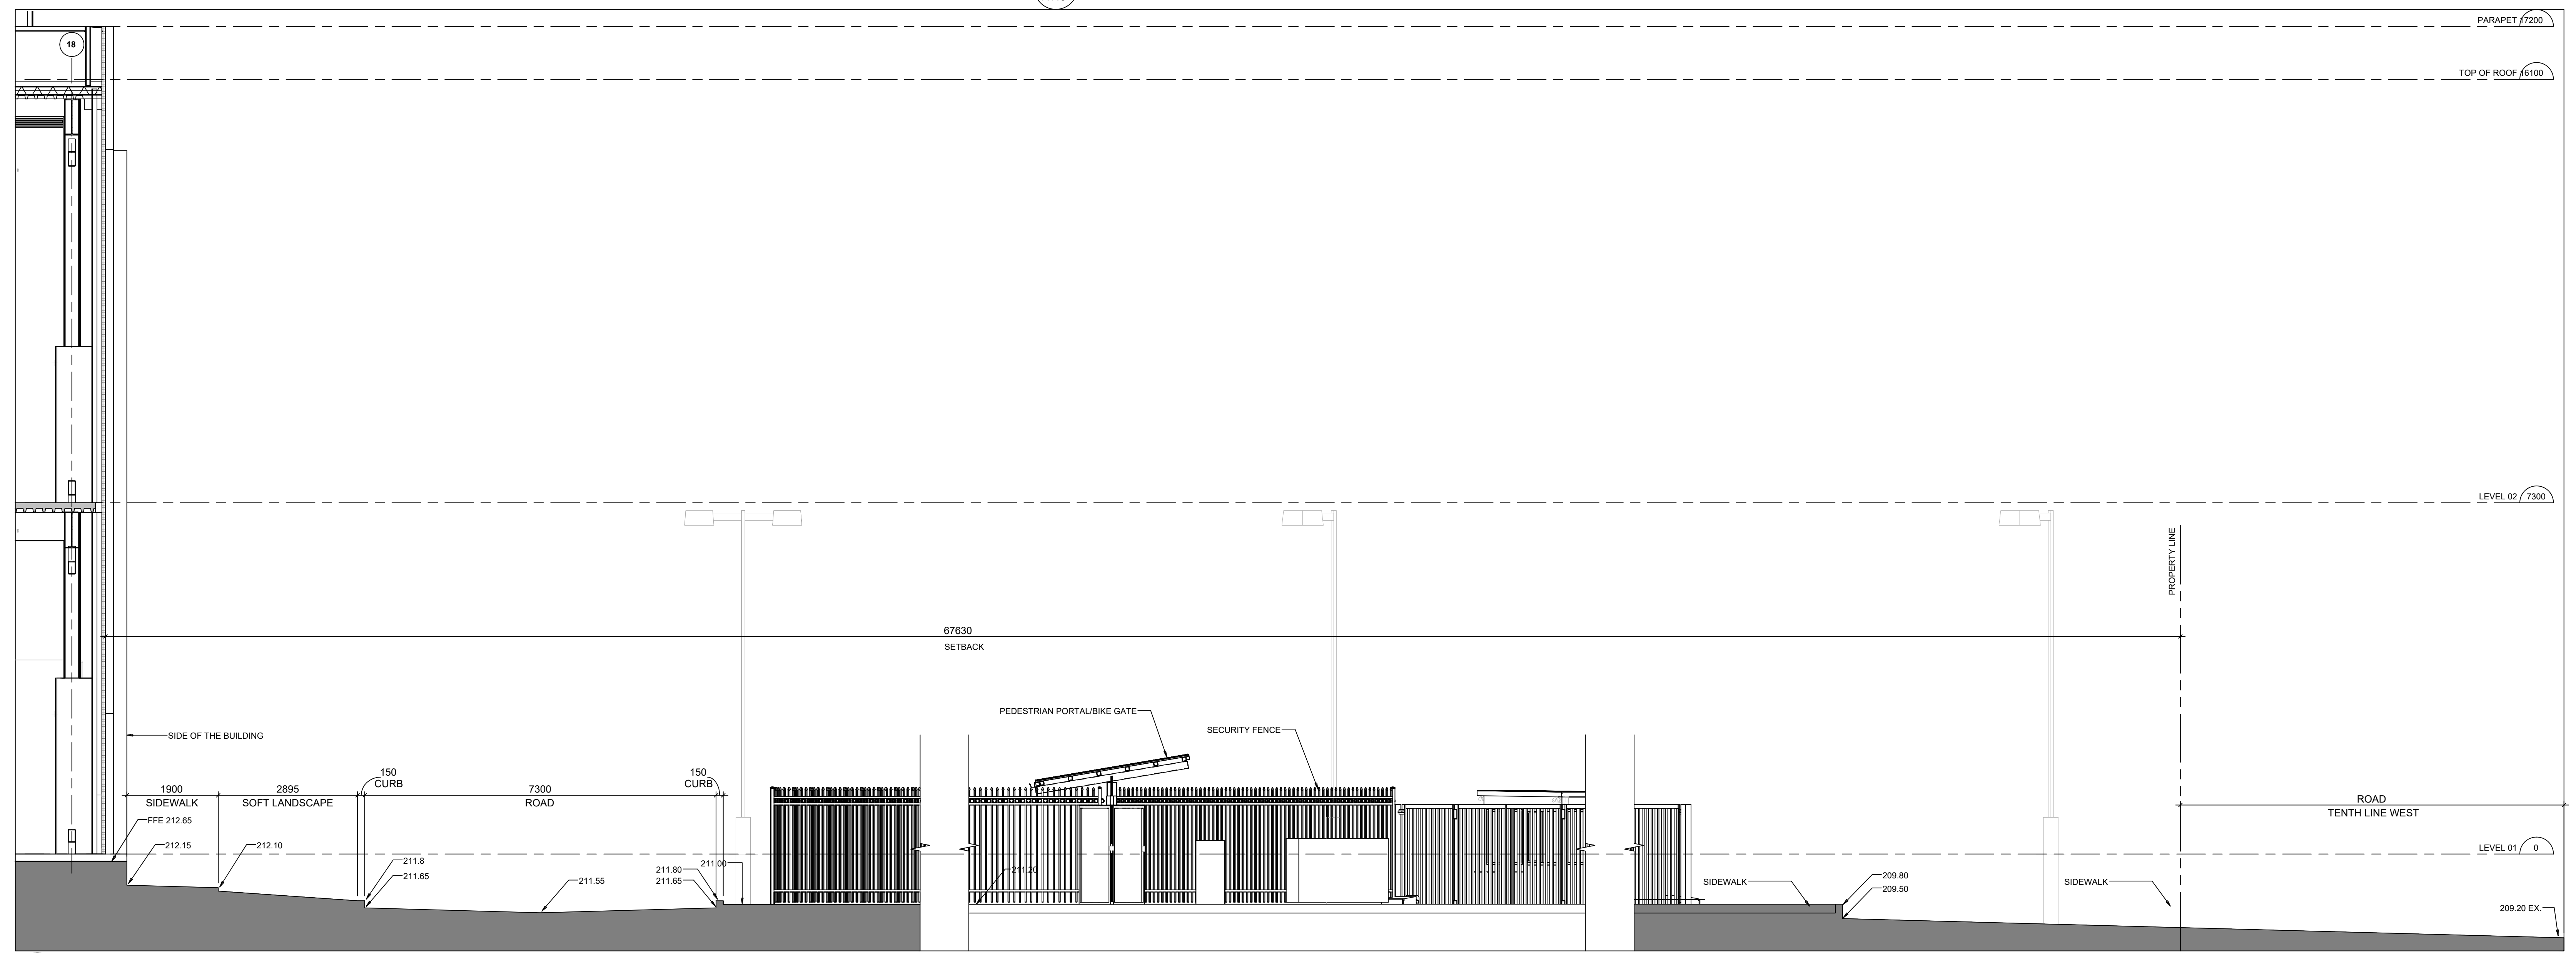 PARAPET 17200
18
TOP OF ROOF 16100
LEVEL 02 7300
PROPERTY LINE
67630
SETBACK
PEDESTRIAN PORTAL/BIKE GATE
SECURITY FENCE
SIDE OF THE BUILDING
150
CURB
150
CURB
1900
SIDEWALK
2895
SOFT LANDSCAPE
7300
ROAD
ROAD
TENTH LINE WEST
FFE 212.65
212.15
212.10
211.8
211.65
211.55
211.80
211.65
211.00
211.20
LEVEL 01 0
SIDEWALK
209.80
209.50
SIDEWALK
209.20 EX.